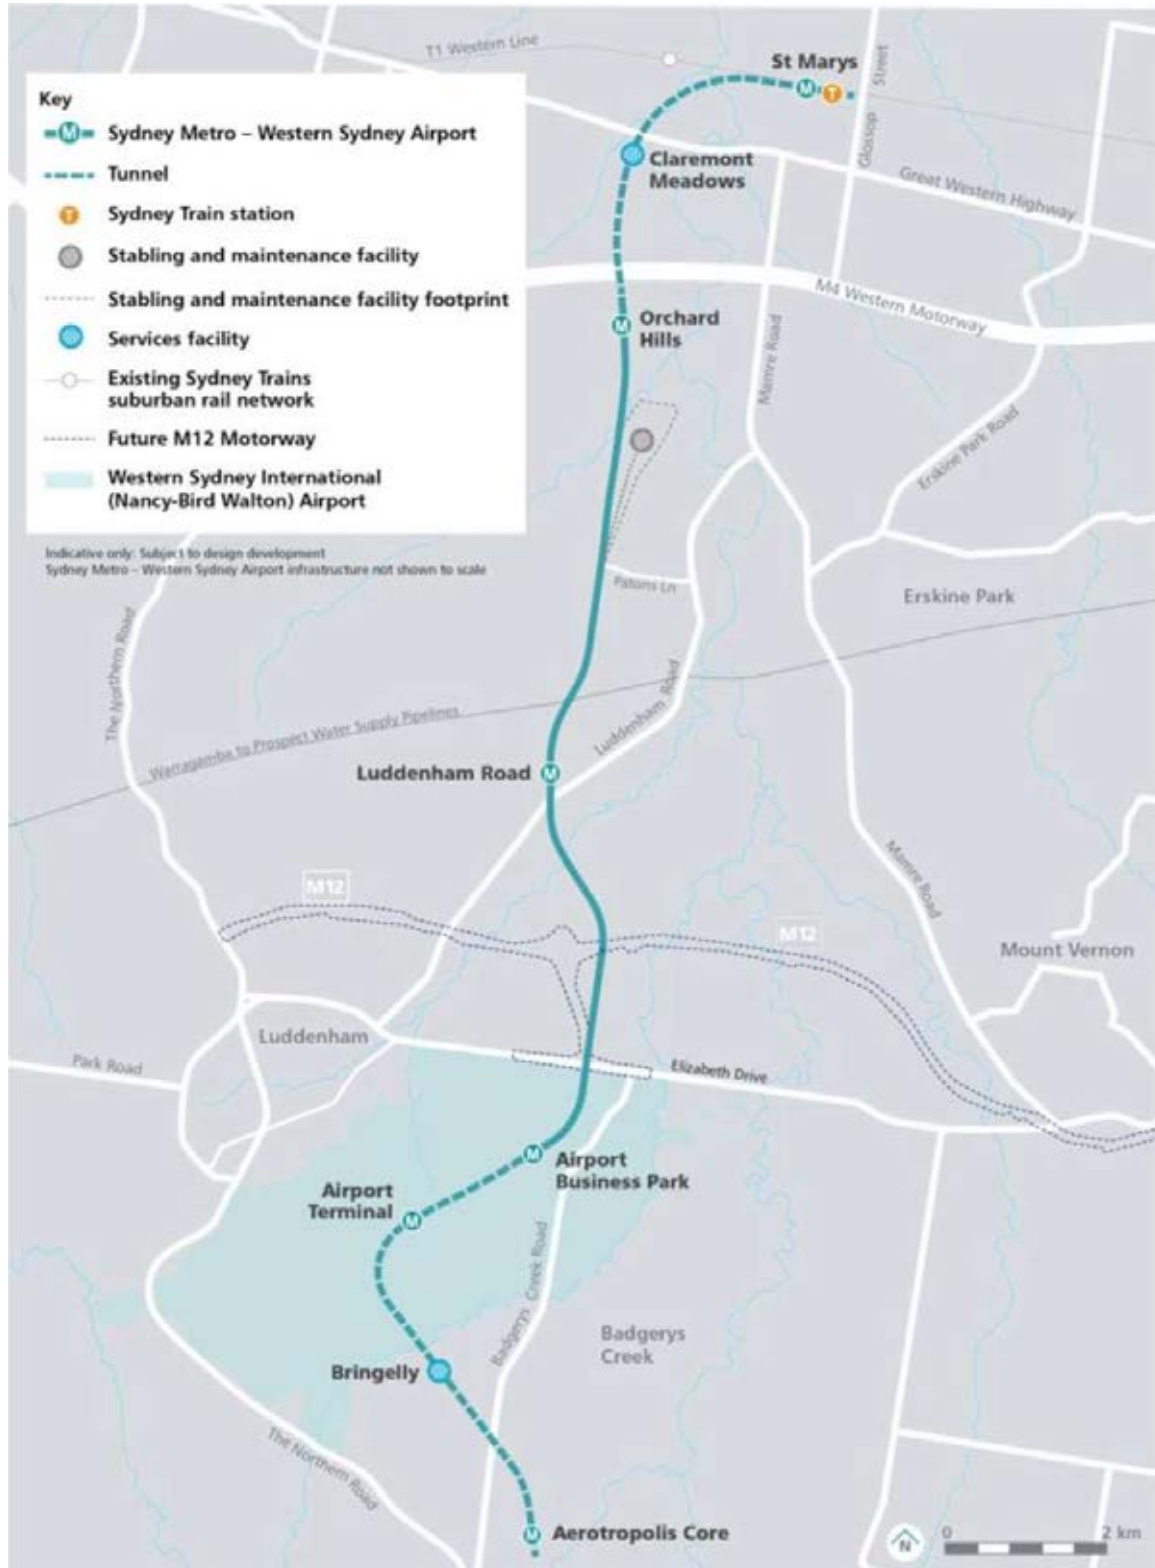 T1 Western Line
St Marys
M
T
Glossop Street
Key
M
Sydney Metro – Western Sydney Airport
Tunnel
T
Sydney Train station
Stabling and maintenance facility
Stabling and maintenance facility footprint
Services facility
Existing Sydney Trains
suburban rail network
Future M12 Motorway
Western Sydney International
(Nancy-Bird Walton) Airport
Indicative only: Subject to design development
Sydney Metro – Western Sydney Airport infrastructure not shown to scale
Claremont
Meadows
Great Western Highway
M4 Western Motorway
M
Orchard
Hills
Mamre Road
Erskine Park Road
Patons Ln
Erskine Park
The Northern Road
Warragamba to Prospect Water Supply Pipelines
Luddenham Road
Luddenham Road
M
Mamre Road
M12
M12
Mount Vernon
Luddenham
Park Road
Elizabeth Drive
M
Airport
Business Park
Airport
Terminal
M
Badgerys Creek Road
Badgerys
Creek
Bringelly
The Northern Road
M
Aerotropolis Core
N
0
2 km